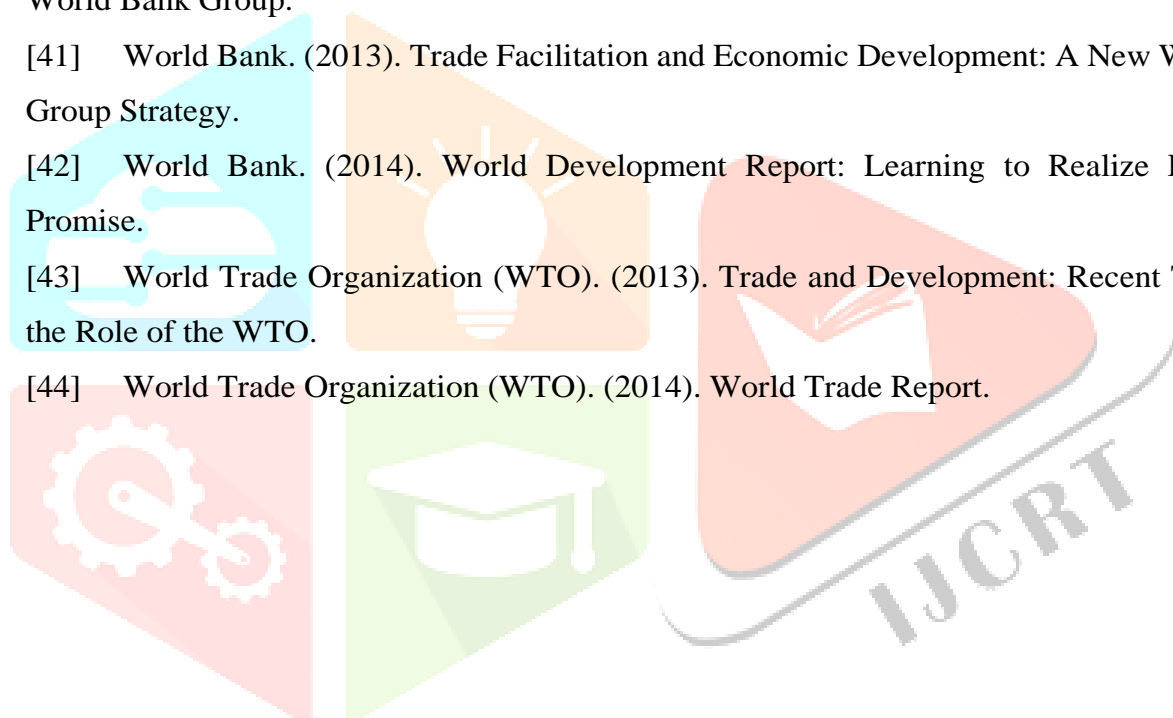 World Bank Group.
[41] World Bank. (2013). Trade Facilitation and Economic Development: A New
Group Strategy.
[42] World Bank. (2014). World Development Report: Learning to Realize
Promise.
[43] World Trade Organization (WTO). (2013). Trade and Development: Recent
the Role of the WTO.
[44] World Trade Organization (WTO). (2014). World Trade Report.
IJCRT